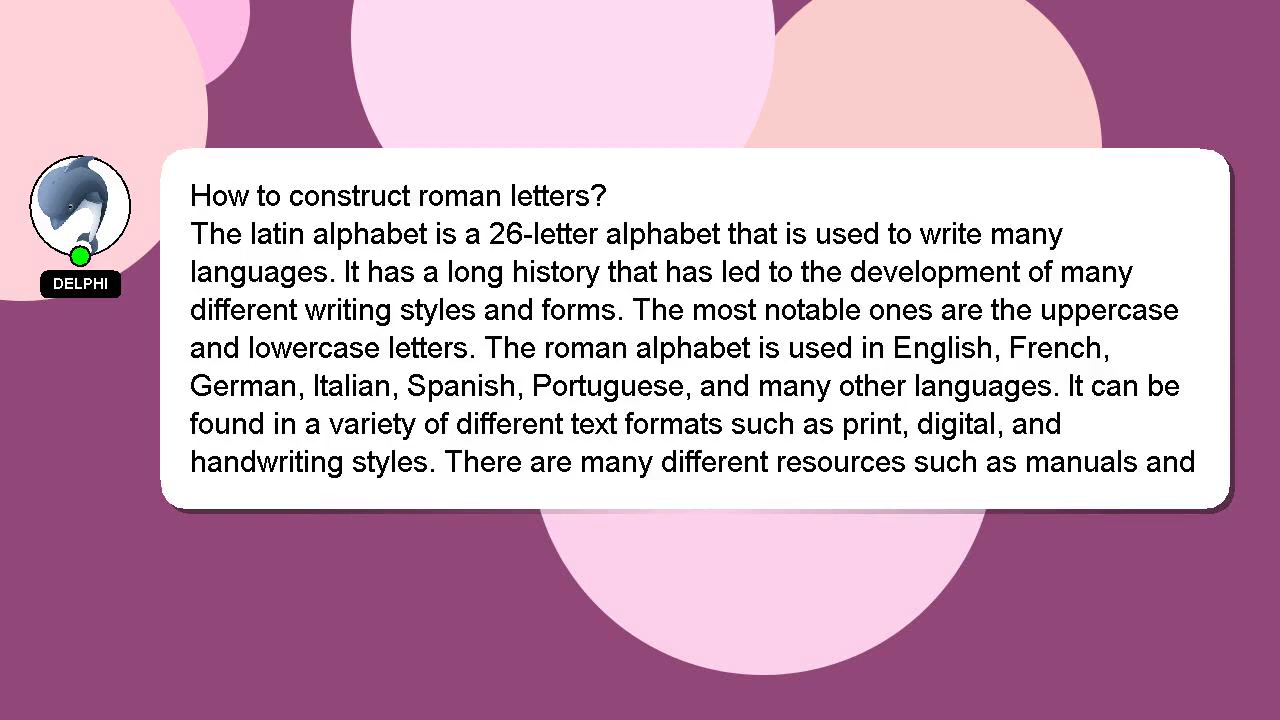 DELPHI
How to construct roman letters?
The latin alphabet is a 26-letter alphabet that is used to write many
languages. It has a long history that has led to the development of many
different writing styles and forms. The most notable ones are the uppercase
and lowercase letters. The roman alphabet is used in English, French,
German, Italian, Spanish, Portuguese, and many other languages. It can be
found in a variety of different text formats such as print, digital, and
handwriting styles. There are many different resources such as manuals and